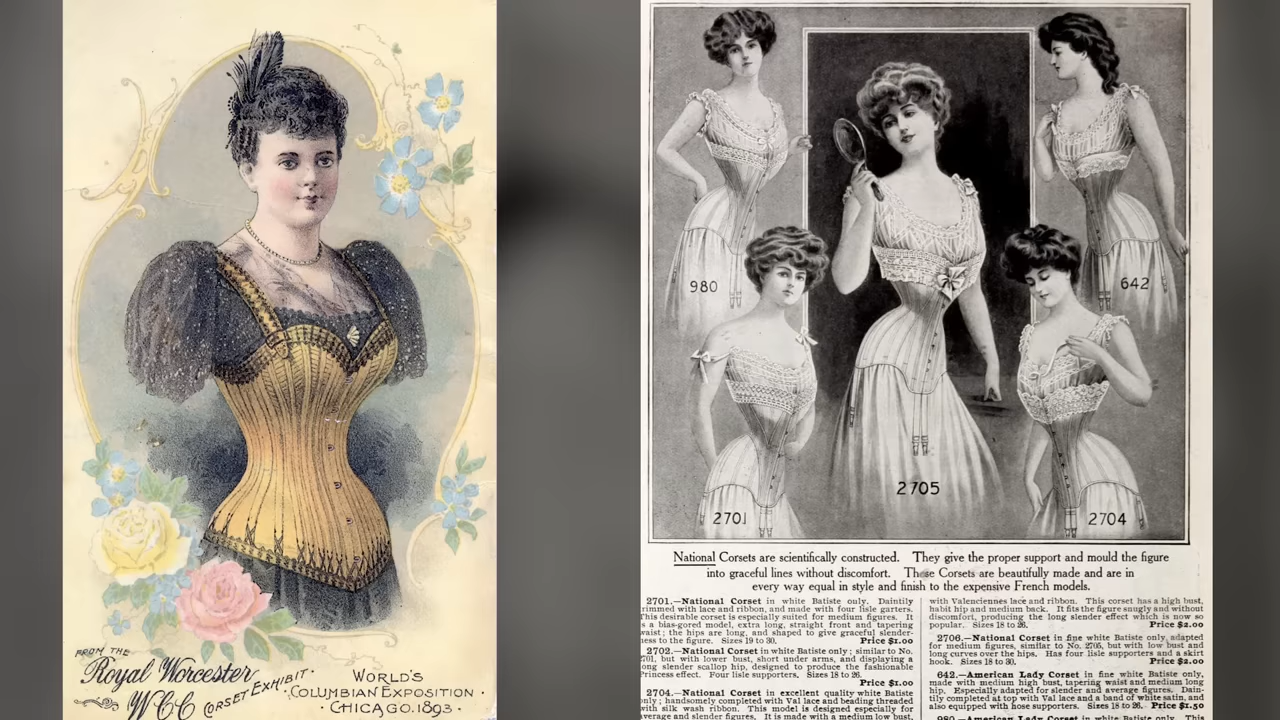 FROM THE
Royal Worcester
WCC CORSET EXHIBIT.
WORLD'S
COLUMBIAN EXPOSITION
CHICAGO. 1893.
980
642
2705
2701
2704
National Corsets are scientifically constructed. They give the proper support and mould the figure
into graceful lines without discomfort. These Corsets are beautifully made and are in
every way equal in style and finish to the expensive French models.
2701.—National Corset in white Batiste only. Daintily
rimmed with lace and ribbon, and made with four lisle garters.
This desirable corset is especially suited for medium figures. It
s a bias-gored model, extra long, straight front and tapering
waist; the hips are long, and shaped to give graceful slender-
ness to the figure. Sizes 19 to 30. Price $1.00
2702.—National Corset in white Batiste only; similar to No.
701, but with lower bust, short under arms, and displaying a
ong slender scallop hip, designed to produce the fashionable
Princess effect. Four lisle supporters. Sizes 18 to 26.
Price $1.00
2704.—National Corset in excellent quality white Batiste
only; handsomely completed with Val lace and beading threaded
with silk wash ribbon. This model is designed especially for
average and slender figures. It is made with a medium low bust,
with Valenciennes lace and ribbon. This corset has a high bust,
habit hip and medium back. It fits the figure snugly and without
discomfort, producing the long slender effect which is now so
popular. Sizes 18 to 26. Price $2.00
2706.—National Corset in fine white Batiste only, adapted
for medium figures, similar to No. 2705, but with low bust and
long curves over the hips. Has four lisle supporters and a skirt
hook. Sizes 18 to 30. Price $2.00
642.—American Lady Corset in fine white Batiste only,
made with medium high bust, tapering waist and medium long
hip. Especially adapted for slender and average figures. Dain-
tily completed at top with Val lace and a band of white satin, and
also equipped with hose supporters. Sizes 18 to 26. Price $1.50
980.—American Lady Corset in white Batiste only. This